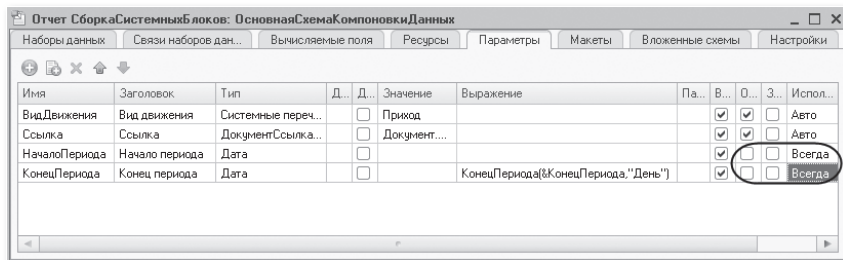 Отчет СборкаСистемныхБлоков: ОсновнаяСхемаКомпоновкиДанных
Наборы данных Связи наборов дан... Вычисляемые поля Ресурсы Параметры Макеты Вложенные схемы Настройки
Имя Заголовок Тип Д... Д... Значение Выражение Па... В... О... З... Испол...
ВидДвижения Вид движения Системные переч... Приход Авто
Ссылка Ссылка ДокументСсылка... Документ.... Авто
НачалоПериода Начало периода Дата Всегда
КонецПериода Конец периода Дата КонецПериода(&КонецПериода,"День") Всегда